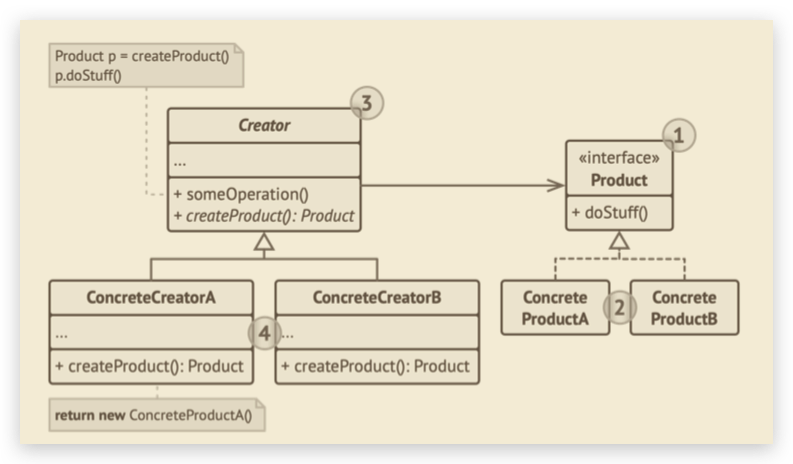 Product p = createProduct()
p.doStuff()
3
Creator
...
+ someOperation()
+ createProduct(): Product
1
«interface»
Product
+ doStuff()
ConcreteCreatorA
...
+ createProduct(): Product
4
ConcreteCreatorB
...
+ createProduct(): Product
Concrete
ProductA
2
Concrete
ProductB
return new ConcreteProductA()